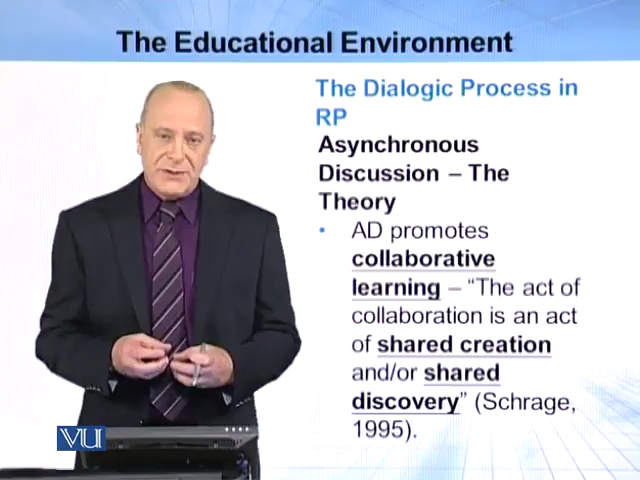 The Educational Environment
The Dialogic Process in
RP
Asynchronous
Discussion – The
Theory
• AD promotes
collaborative
learning – “The act of
collaboration is an act
of shared creation
and/or shared
discovery” (Schrage,
1995).
VU